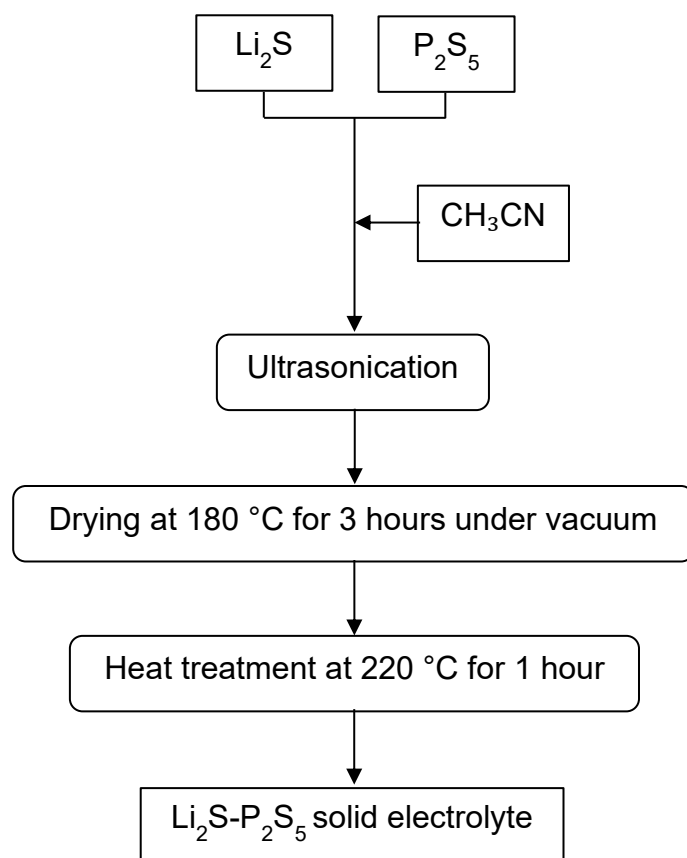 Li₂S
P₂S₅
CH₃CN
Ultrasonication
Drying at 180 °C for 3 hours under vacuum
Heat treatment at 220 °C for 1 hour
Li₂S-P₂S₅ solid electrolyte